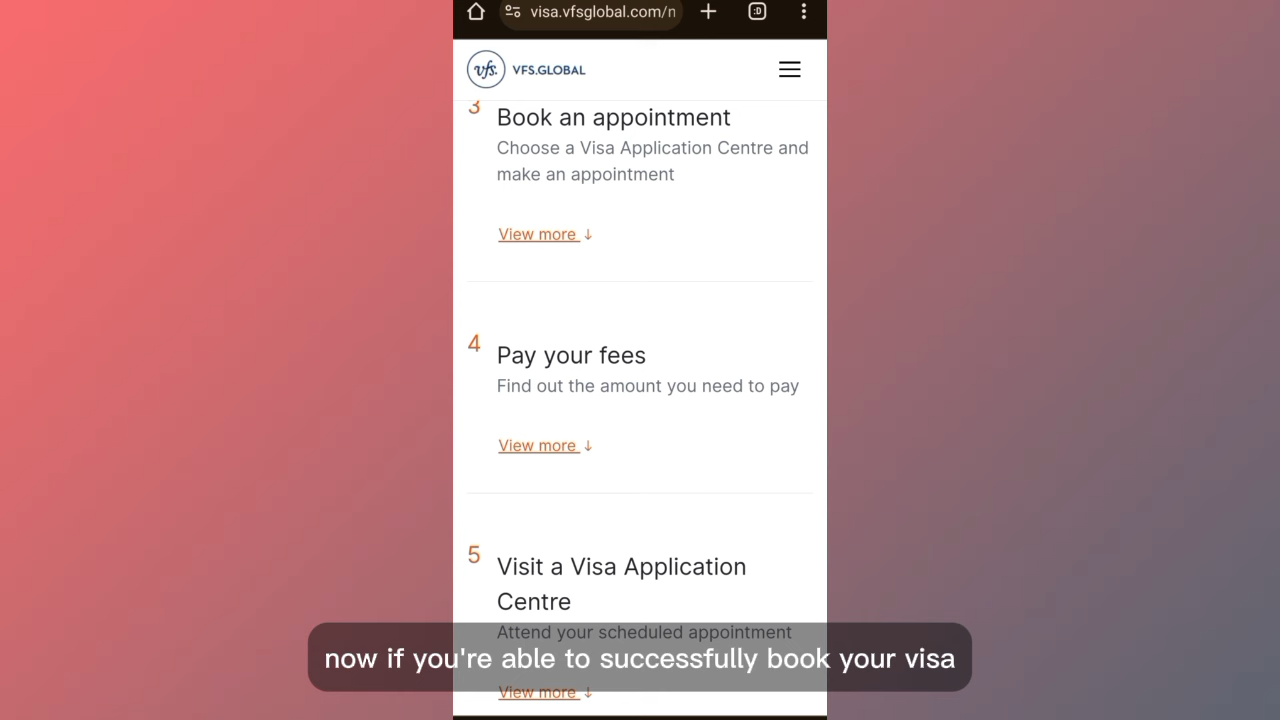 visa.vfsglobal.com/n
:D
vfs. VFS.GLOBAL
3
Book an appointment
Choose a Visa Application Centre and
make an appointment
View more ↓
4
Pay your fees
Find out the amount you need to pay
View more ↓
5
Visit a Visa Application
Centre
Attend your scheduled appointment
now if you're able to successfully book your visa
View more ↓